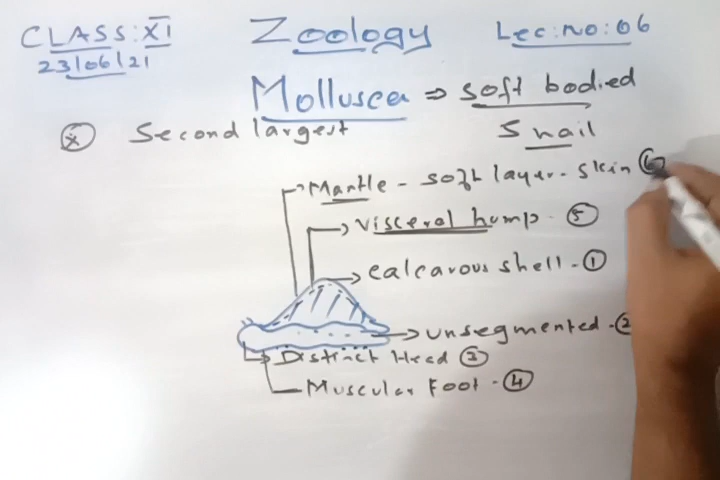 CLASS: XI Zoology Lec: No: 06
23/06/21
Mollusca ⇒ soft bodied
* Second largest Snail
Mantle - soft layer - skin 6
Visceral hump - 5
calcarous shell - 1
unsegmented - 2
Distinct Head 3
Muscular Foot - 4